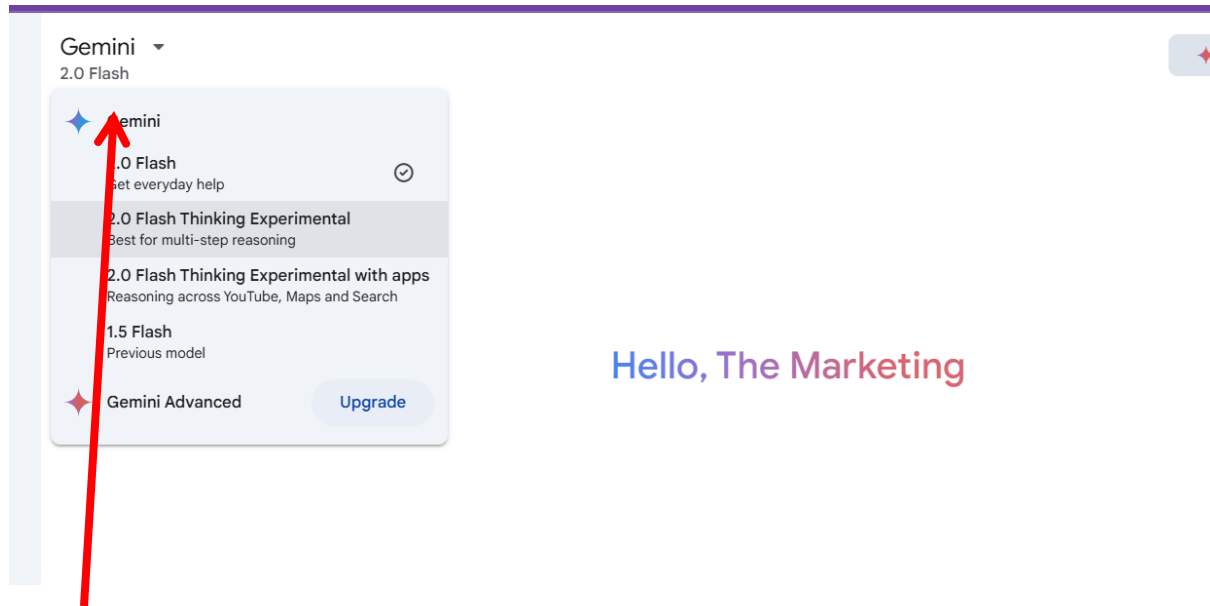 Gemini
2.0 Flash
Gemini
2.0 Flash
Get everyday help
2.0 Flash Thinking Experimental
Best for multi-step reasoning
2.0 Flash Thinking Experimental with apps
Reasoning across YouTube, Maps and Search
1.5 Flash
Previous model
Gemini Advanced Upgrade
Hello, The Marketing